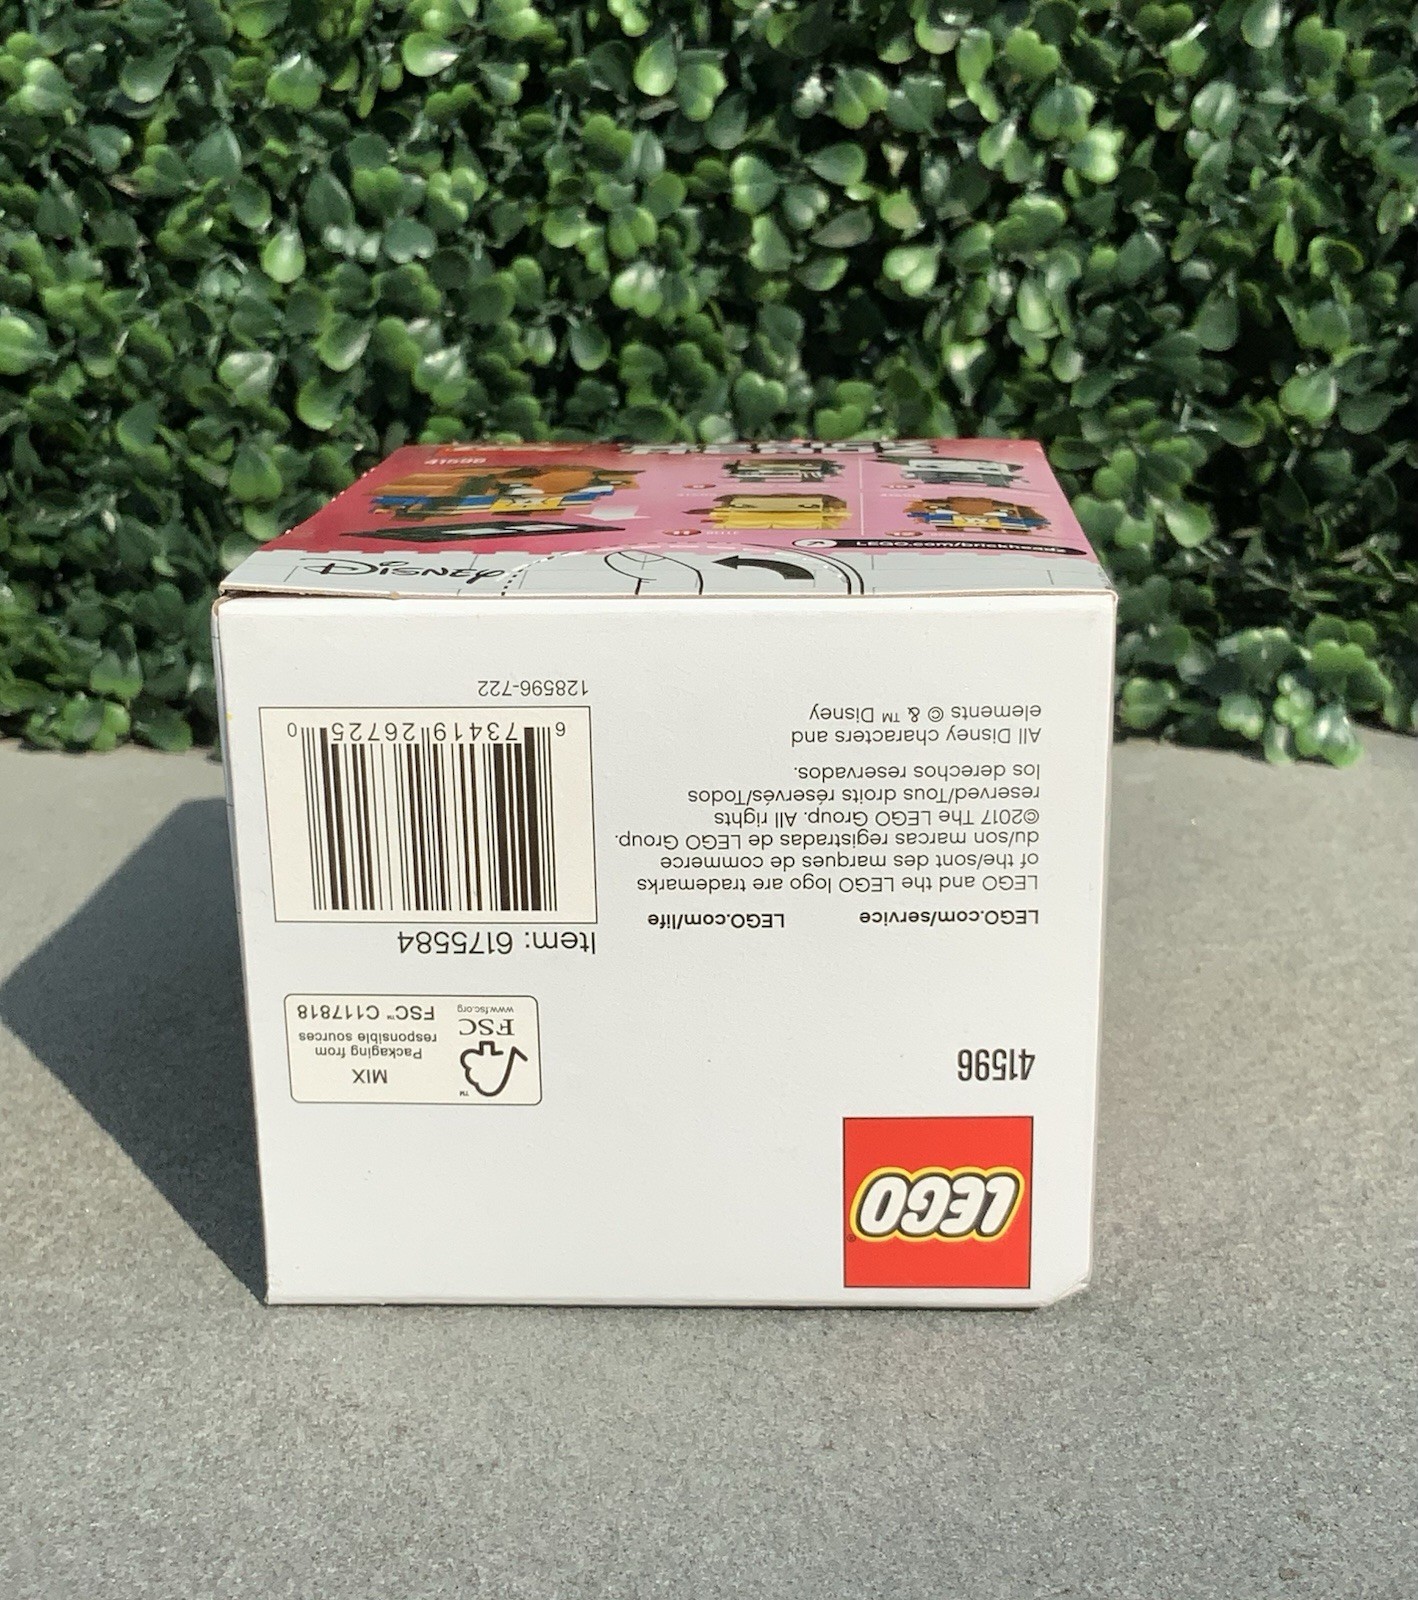 LEGO
®
41596
LEGO.com/service LEGO.com/life
LEGO and the LEGO logo are trademarks
of the/sont des marques de commerce
du/son marcas registradas de LEGO Group.
©2017 The LEGO Group. All rights
reserved/Tous droits réservés/Todos
los derechos reservados.
All Disney characters and
elements © & ™ Disney
™
FSC
www.fsc.org
MIX
Packaging from
responsible sources
FSC™ C117818
Item: 6175584
6 73419 26725 0
128596-722
DISNEY
LEGO.com/brickheadz